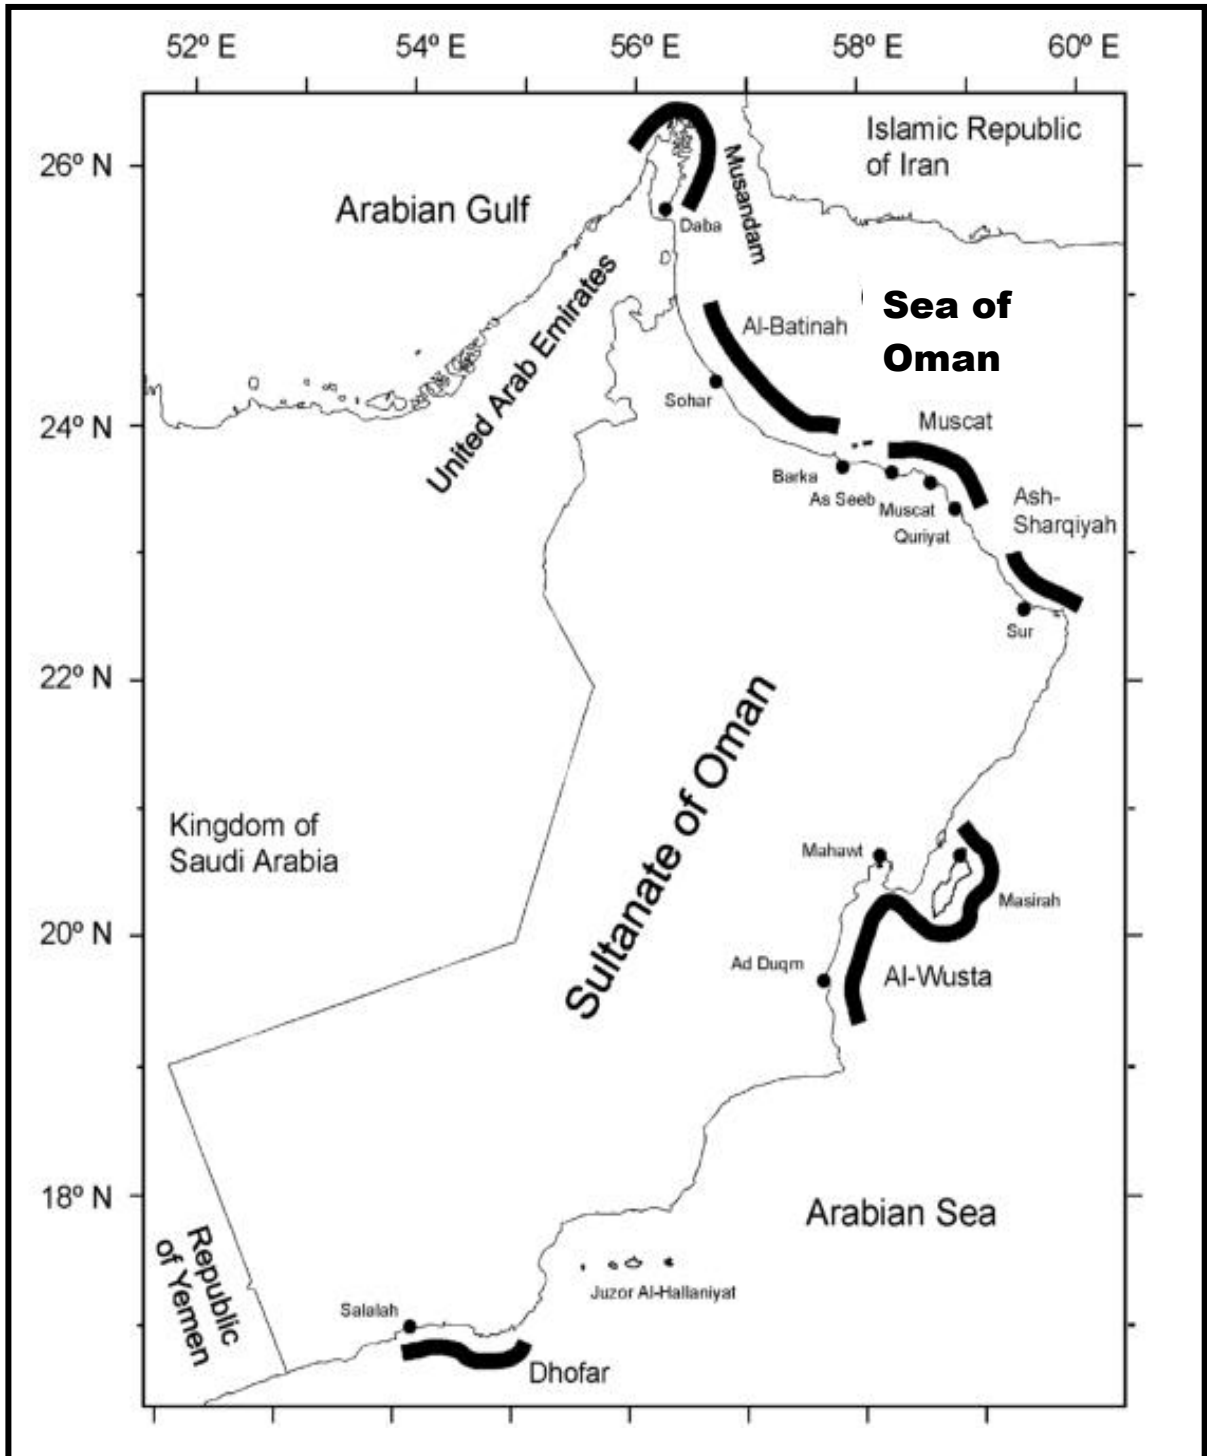 52º E
54º E
56º E
58º E
60º E
26º N
24º N
22º N
20º N
18º N
Islamic Republic
of Iran
Arabian Gulf
Musandam
Daba
United Arab Emirates
Sea of
Oman
Al-Batinah
Sohar
Muscat
Barka
As Seeb
Muscat
Quriyat
Ash-
Sharqiyah
Sur
Sultanate of Oman
Kingdom of
Saudi Arabia
Mahawt
Masirah
Ad Duqm
Al-Wusta
Arabian Sea
Republic
of Yemen
Juzor Al-Hallaniyat
Salalah
Dhofar